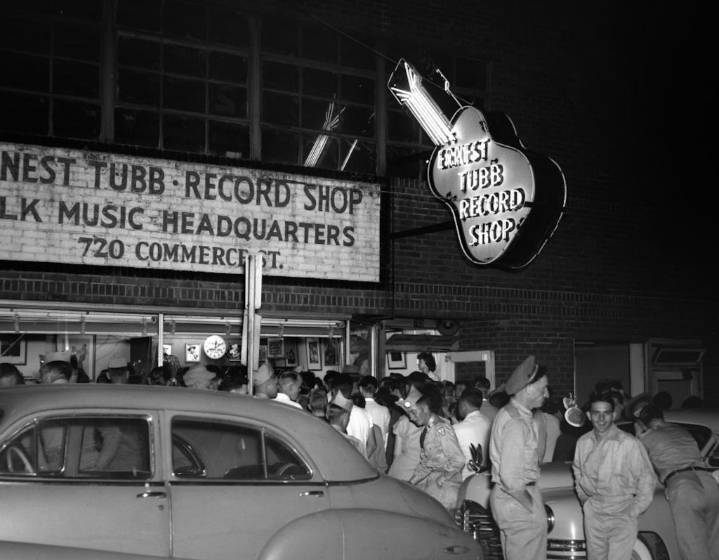 NEST TUBB · RECORD SHOP
LK MUSIC HEADQUARTERS
720 COMMERCE ST.
ERNEST
TUBB
RECORD
SHOP